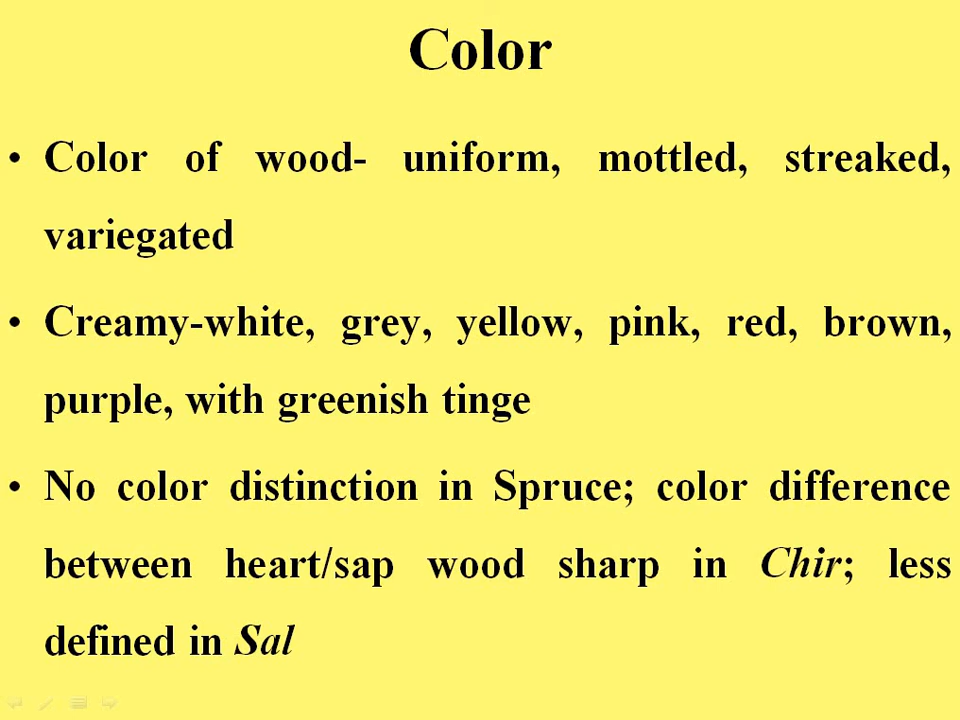 Color
• Color of wood- uniform, mottled, streaked,
variegated
• Creamy-white, grey, yellow, pink, red, brown,
purple, with greenish tinge
• No color distinction in Spruce; color difference
between heart/sap wood sharp in Chir; less
defined in Sal